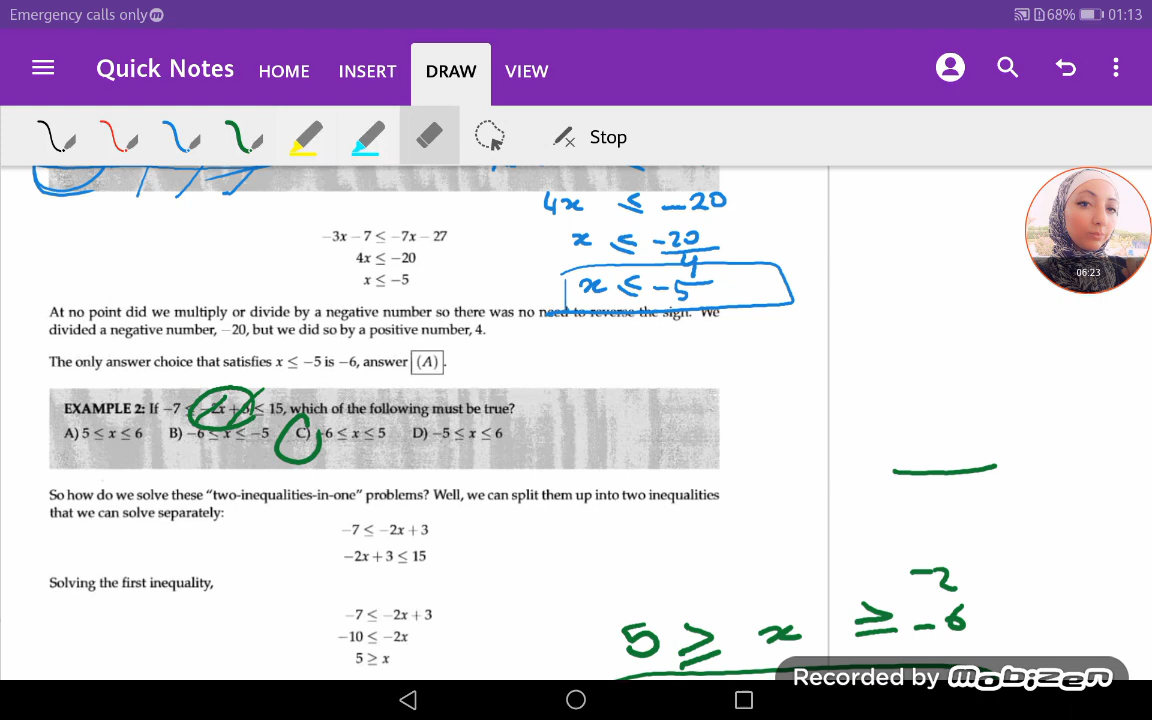 Emergency calls only 68% 01:13
Quick Notes HOME INSERT DRAW VIEW
Stop
4x ≤ -20
-3x - 7 ≤ -7x - 27
x ≤ -20/4
4x ≤ -20
x ≤ -5
x ≤ -5
06:23
At no point did we multiply or divide by a negative number so there was no need to reverse the sign. We
divided a negative number, -20, but we did so by a positive number, 4.
The only answer choice that satisfies x ≤ -5 is -6, answer (A).
EXAMPLE 2: If -7 ≤ -2x + 3 ≤ 15, which of the following must be true?
A) 5 ≤ x ≤ 6 B) -6 ≤ x ≤ -5 C) -6 ≤ x ≤ 5 D) -5 ≤ x ≤ 6
So how do we solve these "two-inequalities-in-one" problems? Well, we can split them up into two inequalities
that we can solve separately:
-7 ≤ -2x + 3
-2x + 3 ≤ 15
-2
Solving the first inequality,
-7 ≤ -2x + 3
5 ≥ x ≥ -6
-10 ≤ -2x
5 ≥ x
Recorded by mobizen